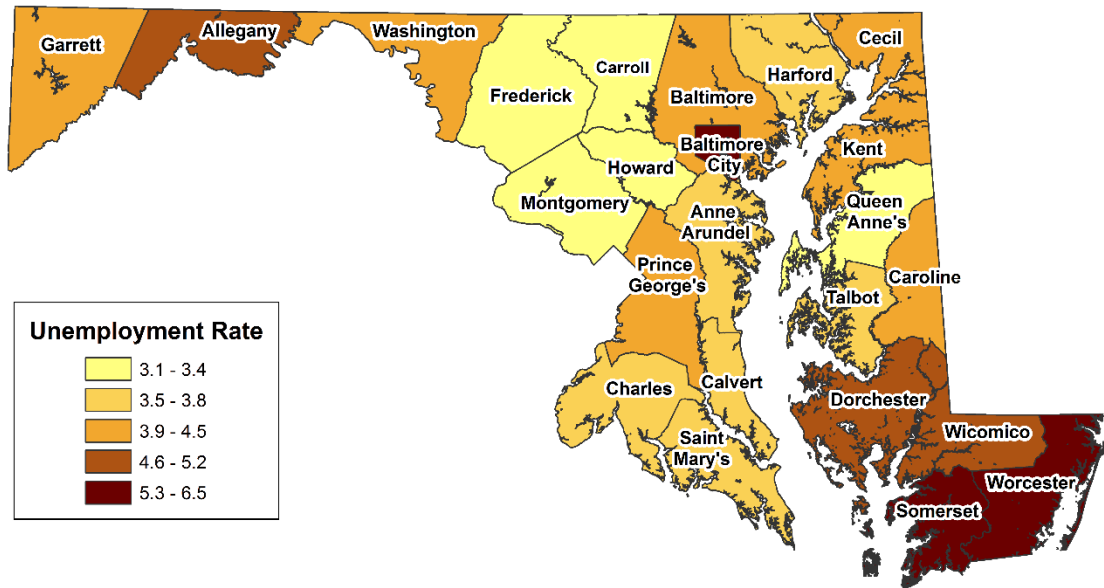 Garrett
Allegany
Washington
Frederick
Carroll
Baltimore
Harford
Cecil
Baltimore
City
Kent
Howard
Montgomery
Anne
Arundel
Queen
Anne's
Prince
George's
Talbot
Caroline
Charles
Calvert
Saint
Mary's
Dorchester
Wicomico
Worcester
Somerset
Unemployment Rate
3.1 - 3.4
3.5 - 3.8
3.9 - 4.5
4.6 - 5.2
5.3 - 6.5